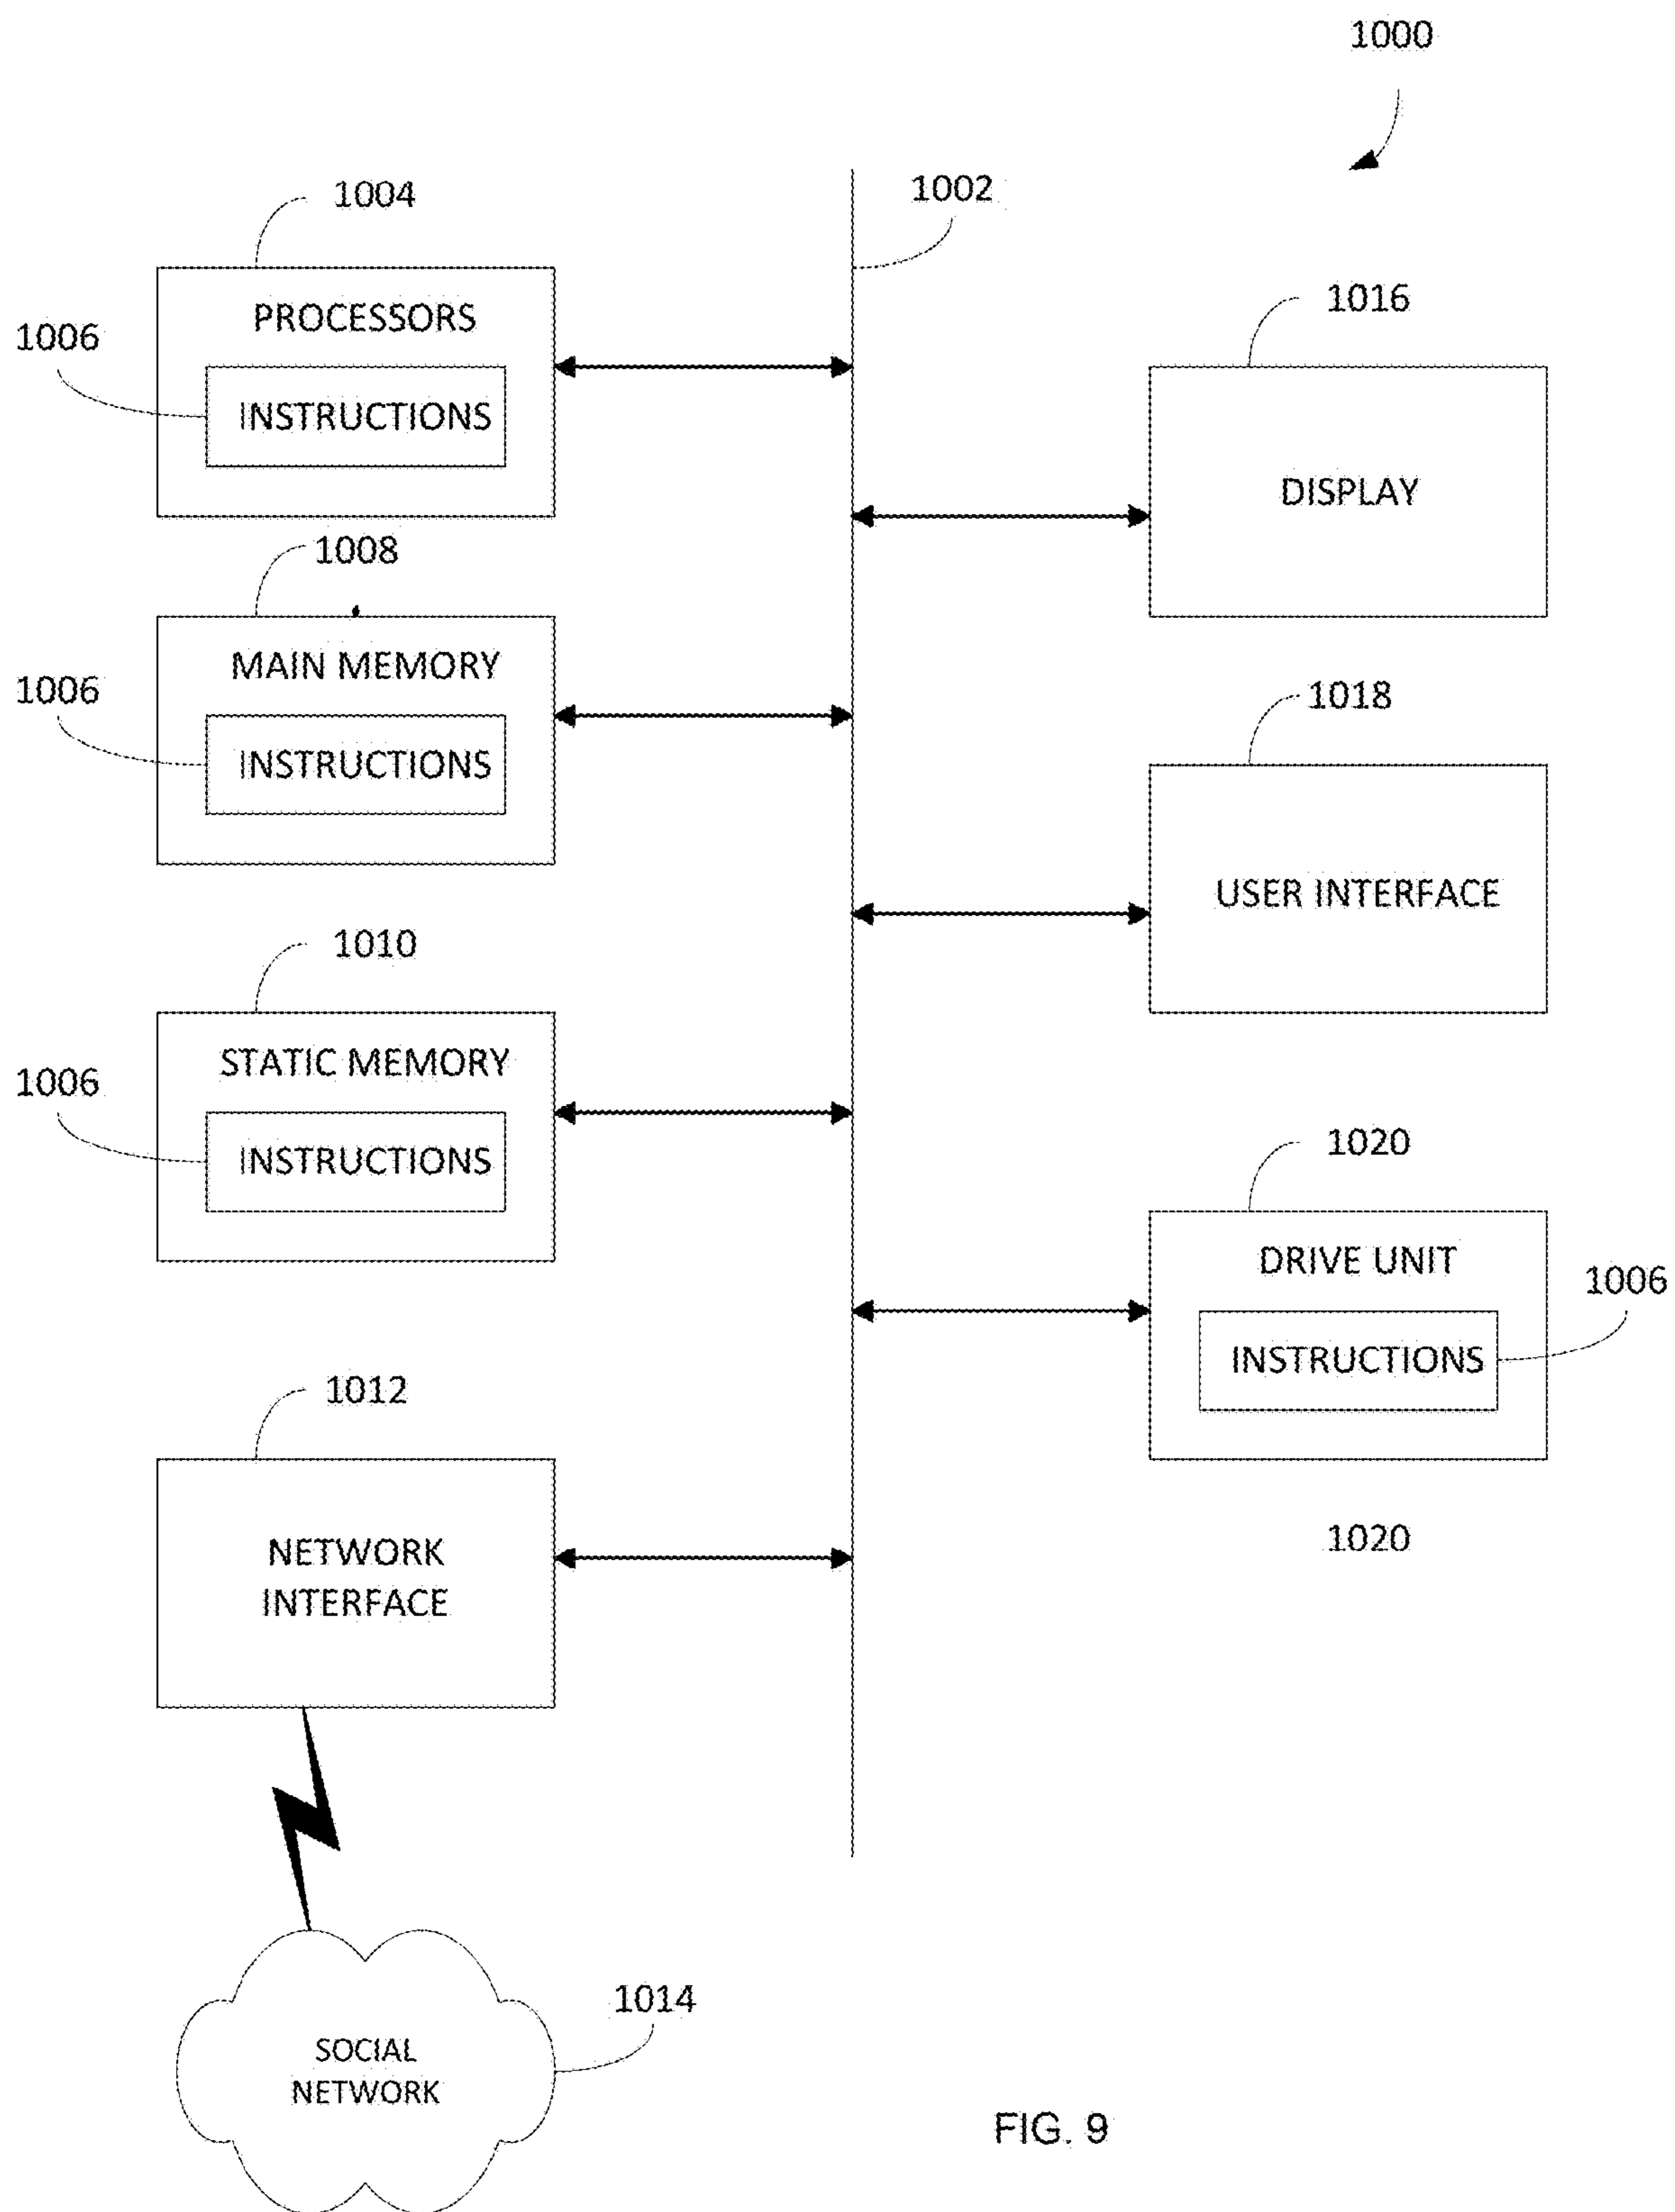 1000
1004
1002
PROCESSORS
1006
INSTRUCTIONS
1016
DISPLAY
1008
MAIN MEMORY
1006
INSTRUCTIONS
1018
USER INTERFACE
1010
STATIC MEMORY
1006
INSTRUCTIONS
1020
DRIVE UNIT
1006
INSTRUCTIONS
1012
NETWORK
INTERFACE
1020
1014
SOCIAL
NETWORK
FIG. 9